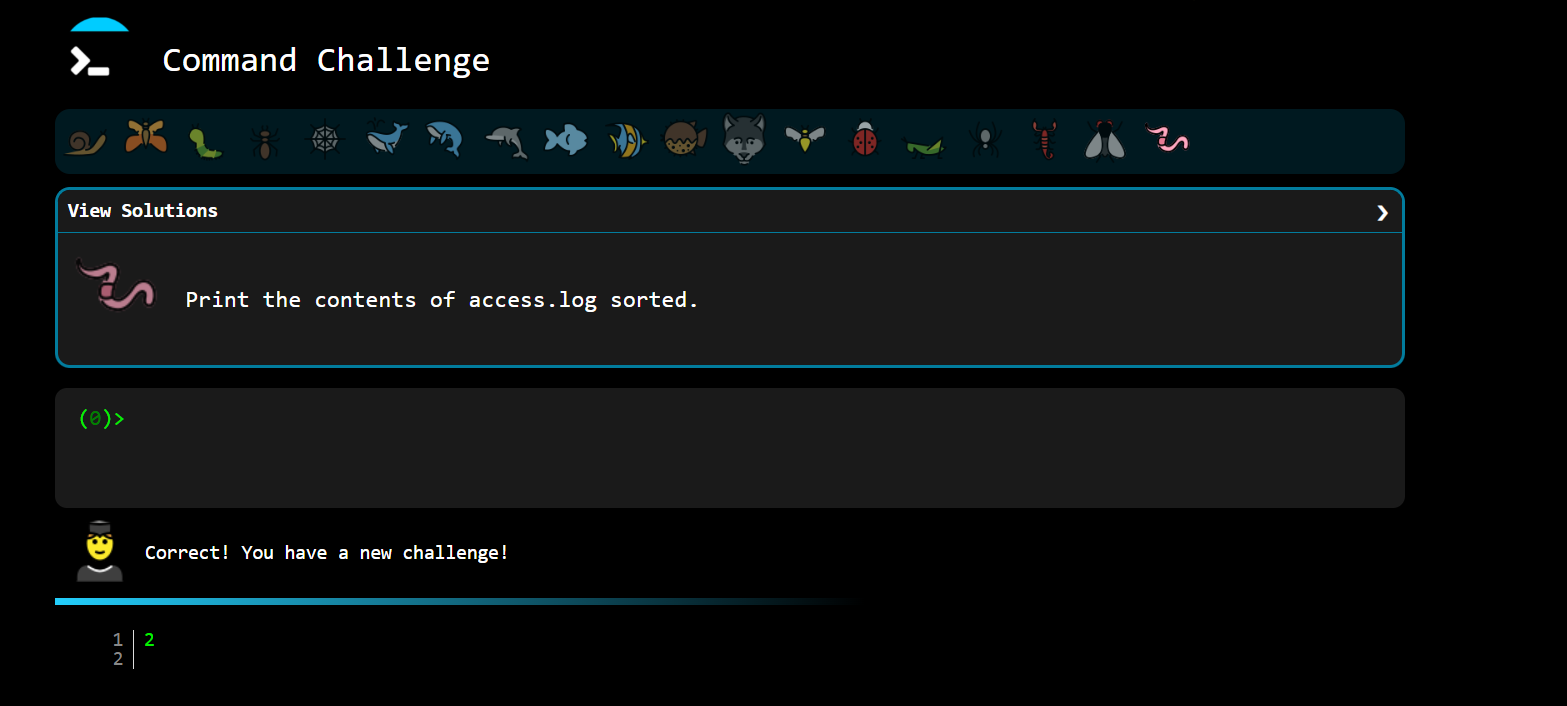 Command Challenge
View Solutions
Print the contents of access.log sorted.
(0)>
Correct! You have a new challenge!
1 2
2